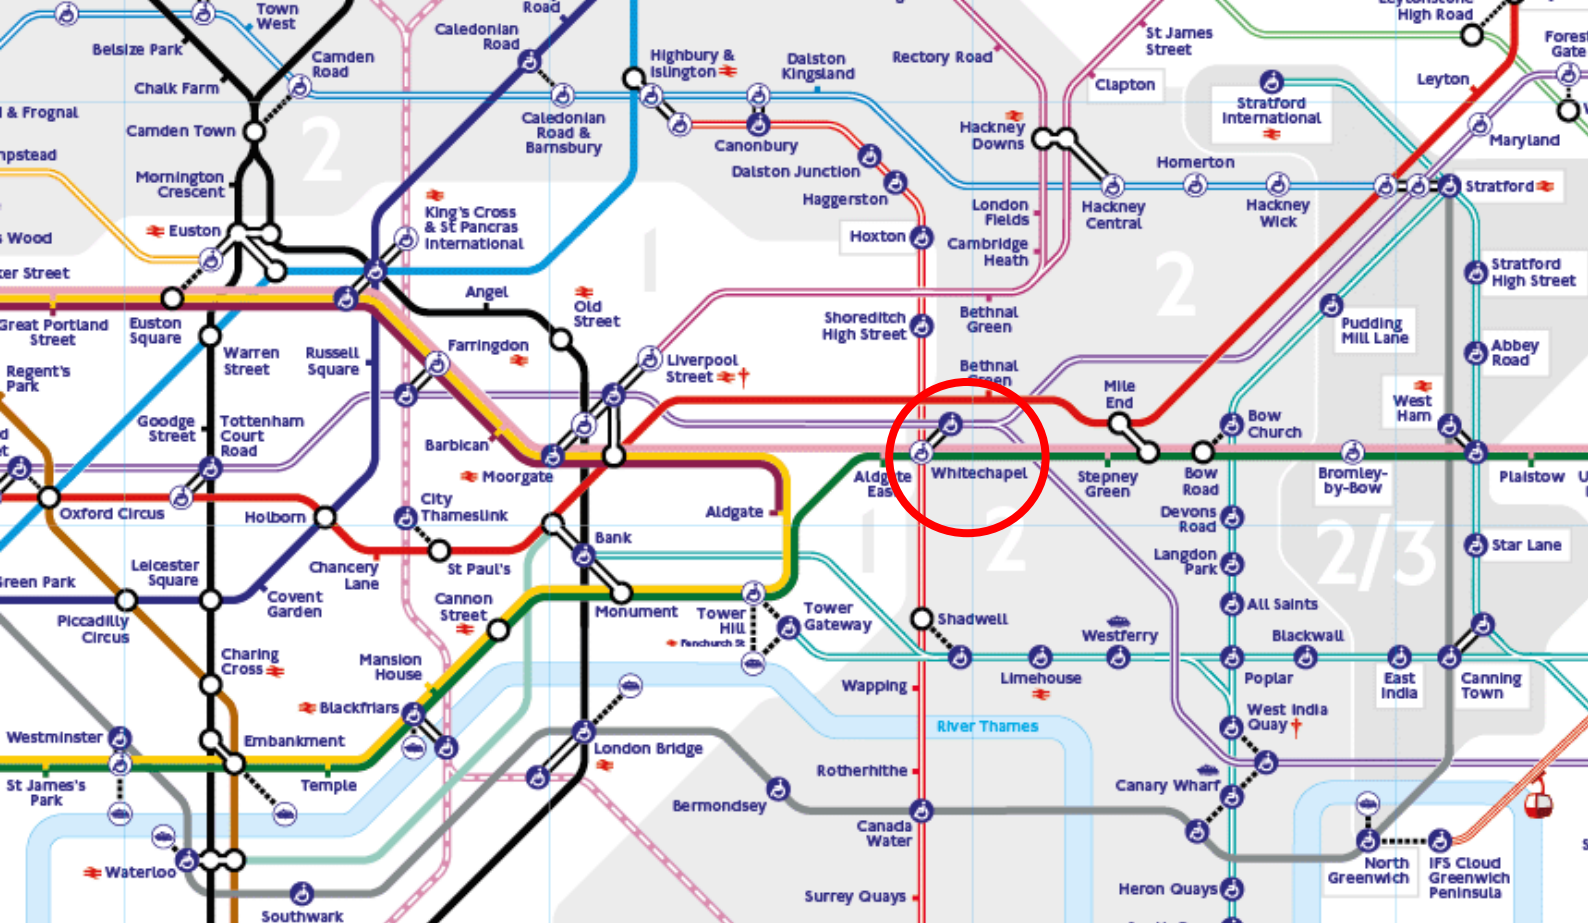 Town
West
Road
Caledonian
Road
Belsize Park
Camden
Road
Chalk Farm
& Frognal
Camden Town
Mornington
Crescent
Euston
Wood
Highbury &
Islington
Dalston
Kingsland
Caledonian
Road &
Barnsbury
Canonbury
Dalston Junction
Haggerston
Hoxton
Rectory Road
St James
Street
Clapton
Hackney
Downs
Homerton
London
Fields
Hackney
Central
Hackney
Wick
Cambridge
Heath
Stratford
International
High Road
Leyton
Maryland
Stratford
Stratford
High Street
2
1
2
King's Cross
& St Pancras
International
Angel
Old
Street
Great Portland
Street
Euston
Square
Warren
Street
Russell
Square
Farringdon
Liverpool
Street
Shoreditch
High Street
Bethnal
Green
Bethnal
Green
Mile
End
Pudding
Mill Lane
Abbey
Road
West
Ham
Regent's
Park
Goodge
Street
Tottenham
Court
Road
Barbican
Moorgate
Whitechapel
Aldgate
East
Stepney
Green
Bow
Road
Bow
Church
Bromley-
by-Bow
Plaistow
Oxford Circus
Holborn
City
Thameslink
Aldgate
Devons
Road
Langdon
Park
Star Lane
1
2
2/3
Green Park
Leicester
Square
Piccadilly
Circus
Covent
Garden
Chancery
Lane
St Paul's
Bank
Cannon
Street
Monument
Tower
Hill
Fenchurch St
Tower
Gateway
Shadwell
Limehouse
Westferry
All Saints
Blackwall
Poplar
East
India
Canning
Town
Charing
Cross
Mansion
House
Blackfriars
Wapping
River Thames
West India
Quay
Westminster
Embankment
Temple
St James's
Park
London Bridge
Bermondsey
Rotherhithe
Canada
Water
Canary Wharf
Waterloo
Southwark
Surrey Quays
Heron Quays
North
Greenwich
IFS Cloud
Greenwich
Peninsula